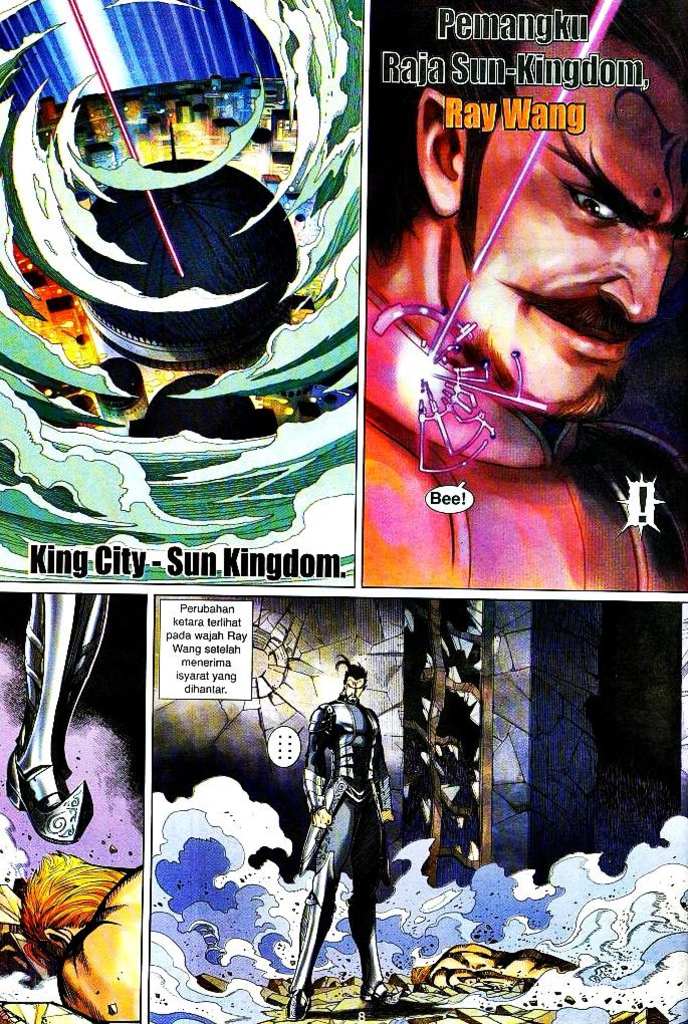 King City - Sun Kingdom.
Pemangku
Raja Sun-Kingdom,
Ray Wang
Bee!
!
Perubahan
ketara terlihat
pada wajah Ray
Wang setelah
menerima
isyarat yang
dihantar.
8